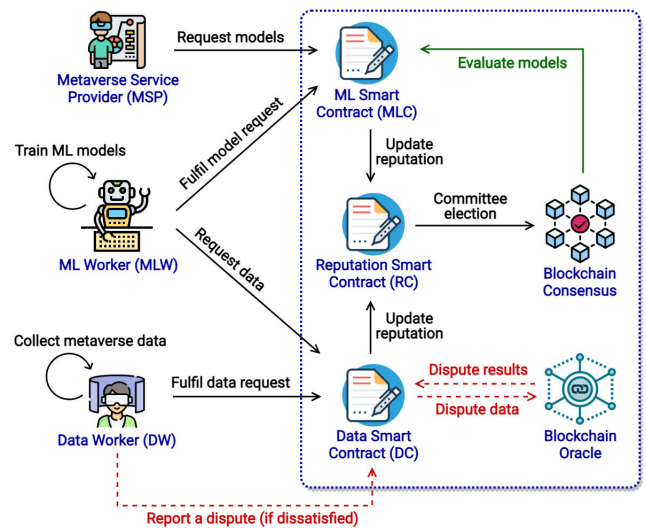 Request models
Metaverse Service
Provider (MSP)
ML Smart
Contract (MLC)
Evaluate models
Train ML models
Fulfil model request
Update
reputation
ML Worker (MLW)
Request data
Reputation Smart
Contract (RC)
Committee
election
Blockchain
Consensus
Update
reputation
Collect metaverse data
Fulfil data request
Data Worker (DW)
Data Smart
Contract (DC)
Dispute results
Dispute data
Blockchain
Oracle
Report a dispute (if dissatisfied)